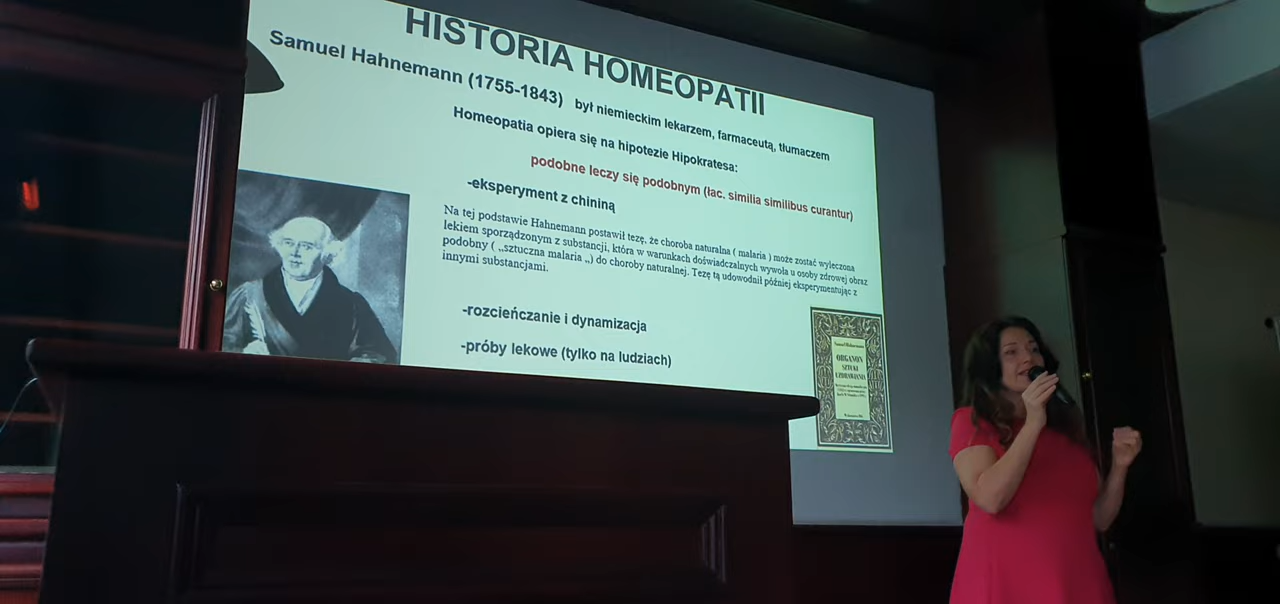 HISTORIA HOMEOPATII
Samuel Hahnemann (1755-1843) był niemieckim lekarzem, farmaceutą, tłumaczem
Homeopatia opiera się na hipotezie Hipokratesa:
podobne leczy się podobnym (łac. similia similibus curantur)
-eksperyment z chininą
Na tej podstawie Hahnemann postawił tezę, że choroba naturalna ( malaria ) może zostać wyleczona
lekiem sporządzonym z substancji, która w warunkach doświadczalnych wywoła u osoby zdrowej obraz
podobny ( „sztuczna malaria „) do choroby naturalnej. Tezę tą udowodnił później eksperymentując z
innymi substancjami.
-rozcieńczanie i dynamizacja
-próby lekowe (tylko na ludziach)
Samuel Hahnemann
ORGANON
SZTUKI
UZDRAWIANIA